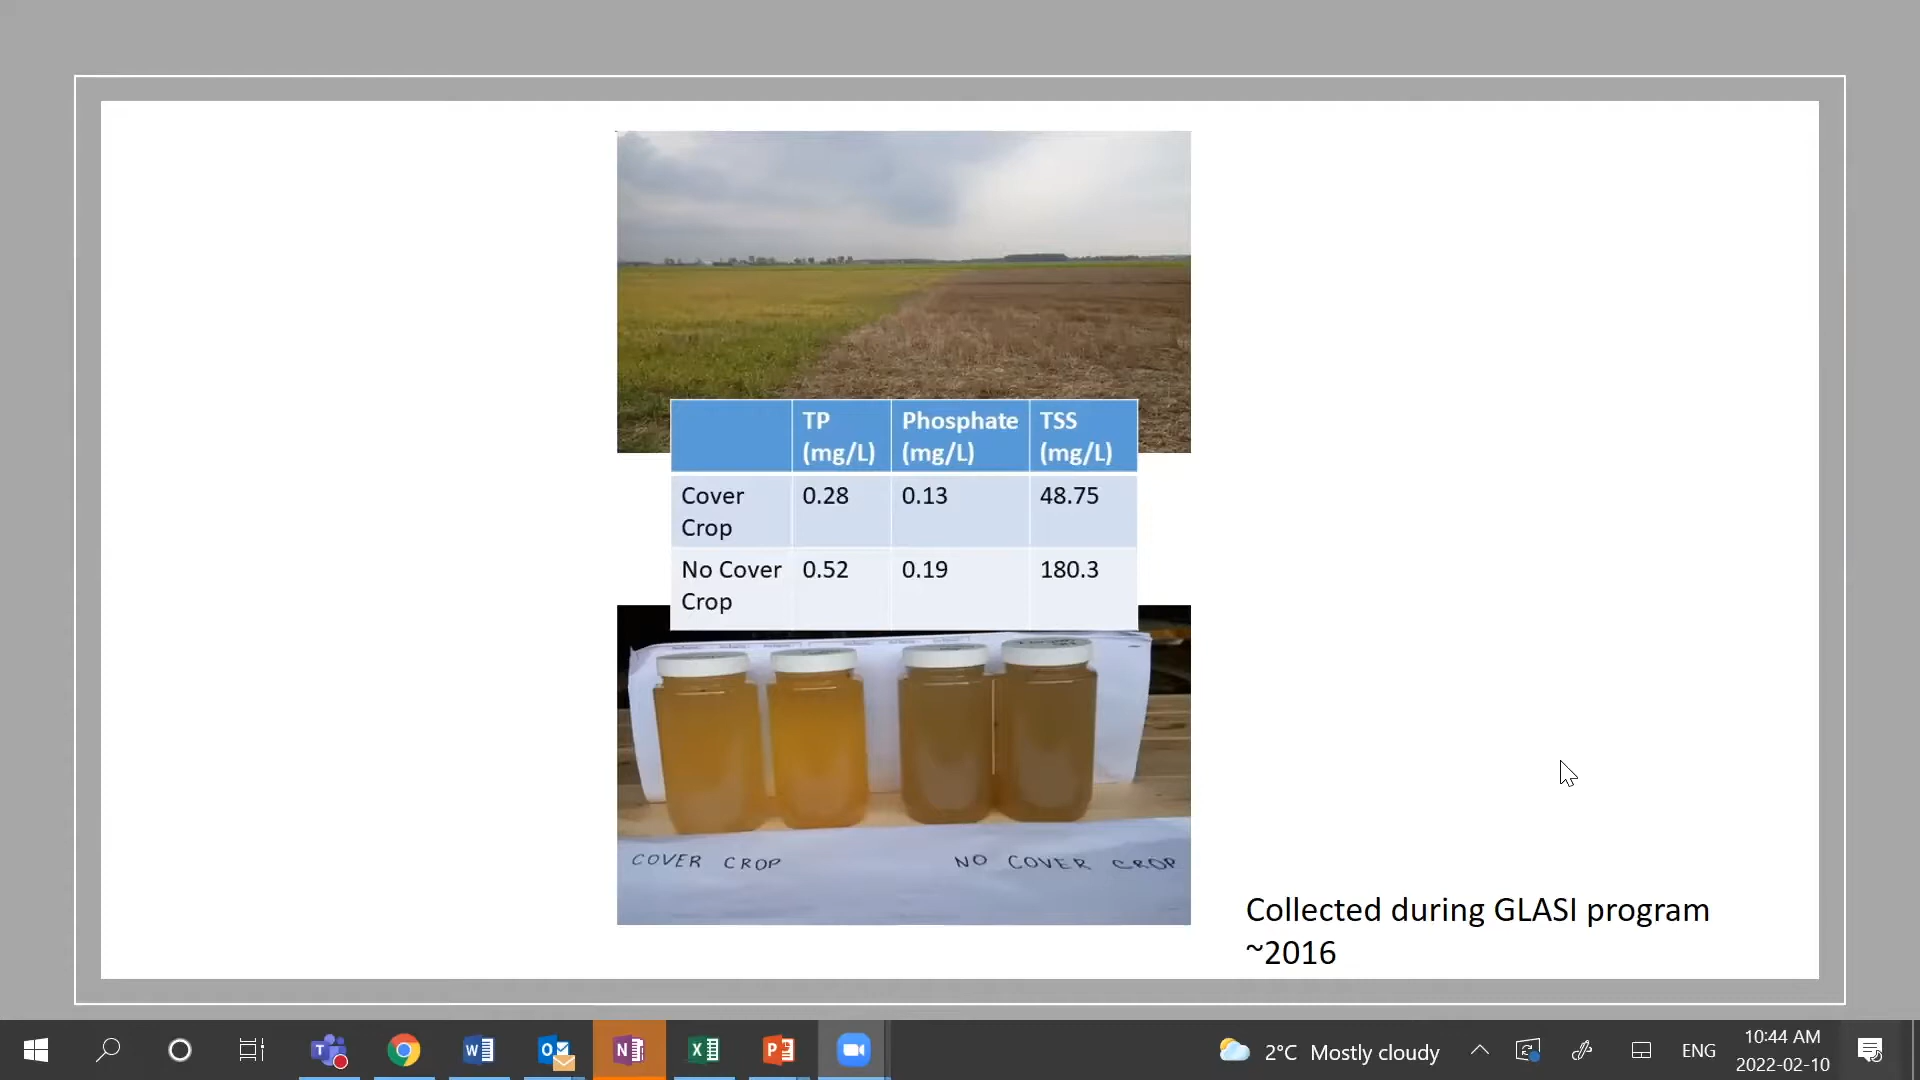 TP
(mg/L)
Phosphate
(mg/L)
TSS
(mg/L)
Cover
Crop
0.28
0.13
48.75
No Cover
Crop
0.52
0.19
180.3
COVER CROP
NO COVER CROP
Collected during GLASI program
~2016
2°C Mostly cloudy
ENG
10:44 AM
2022-02-10